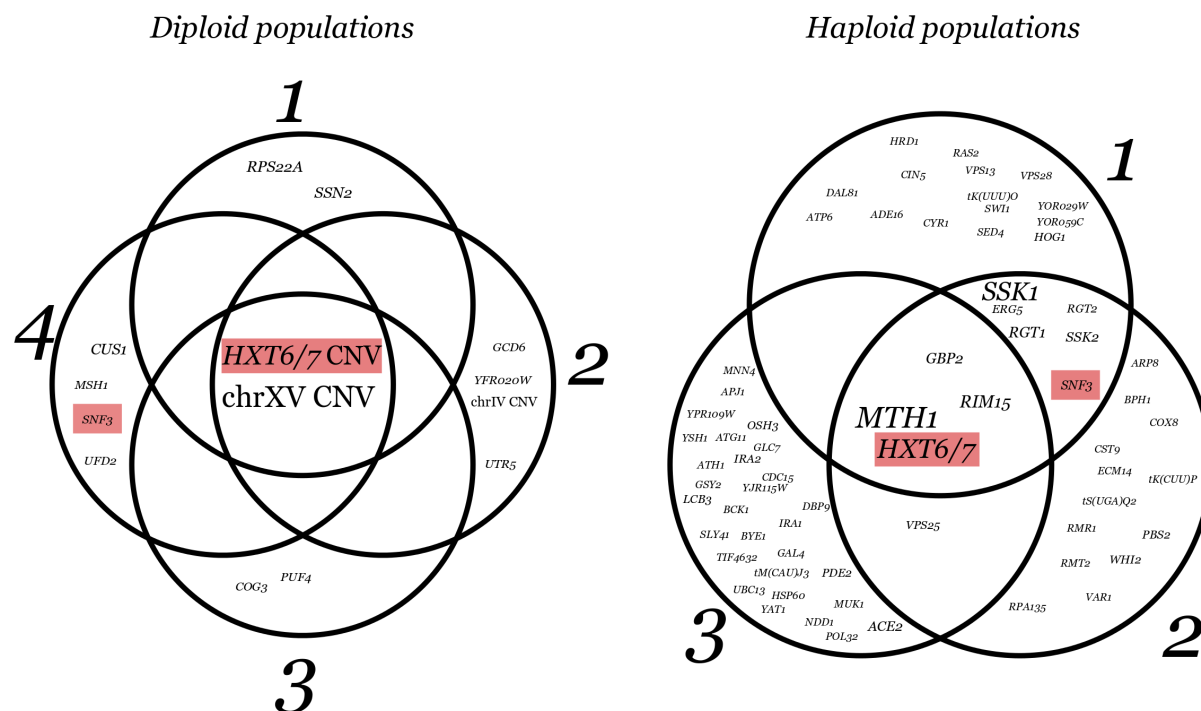 Diploid populations
1
RPS22A
SSN2
4
CUS1
MSH1
SNF3
UFD2
HXT6/7 CNV
chrXV CNV
GCD6
YFR020W
chrIV CNV
UTR5
2
COG3
PUF4
3
Haploid populations
1
HRD1
RAS2
VPS13
VPS28
CIN5
DAL81
tK(UUU)O
SWI1
YOR029W
ATP6
ADE16
CYR1
YOR059C
SED4
HOG1
SSK1
ERG5
RGT2
RGT1
SSK2
GBP2
SNF3
RIM15
MTH1
HXT6/7
ARP8
BPH1
COX8
CST9
ECM14
tK(CUU)P
tS(UGA)Q2
RMR1
PBS2
RMT2
WHI2
VAR1
RPA135
2
VPS25
MNN4
APJ1
YPR109W
OSH3
YSH1
ATG11
GLC7
ATH1
IRA2
GSY2
CDC15
YJR115W
LCB3
BCK1
DBP9
IRA1
SLY41
BYE1
TIF4632
GAL4
tM(CAU)J3
PDE2
UBC13
HSP60
YAT1
MUK1
NDD1
ACE2
POL32
3